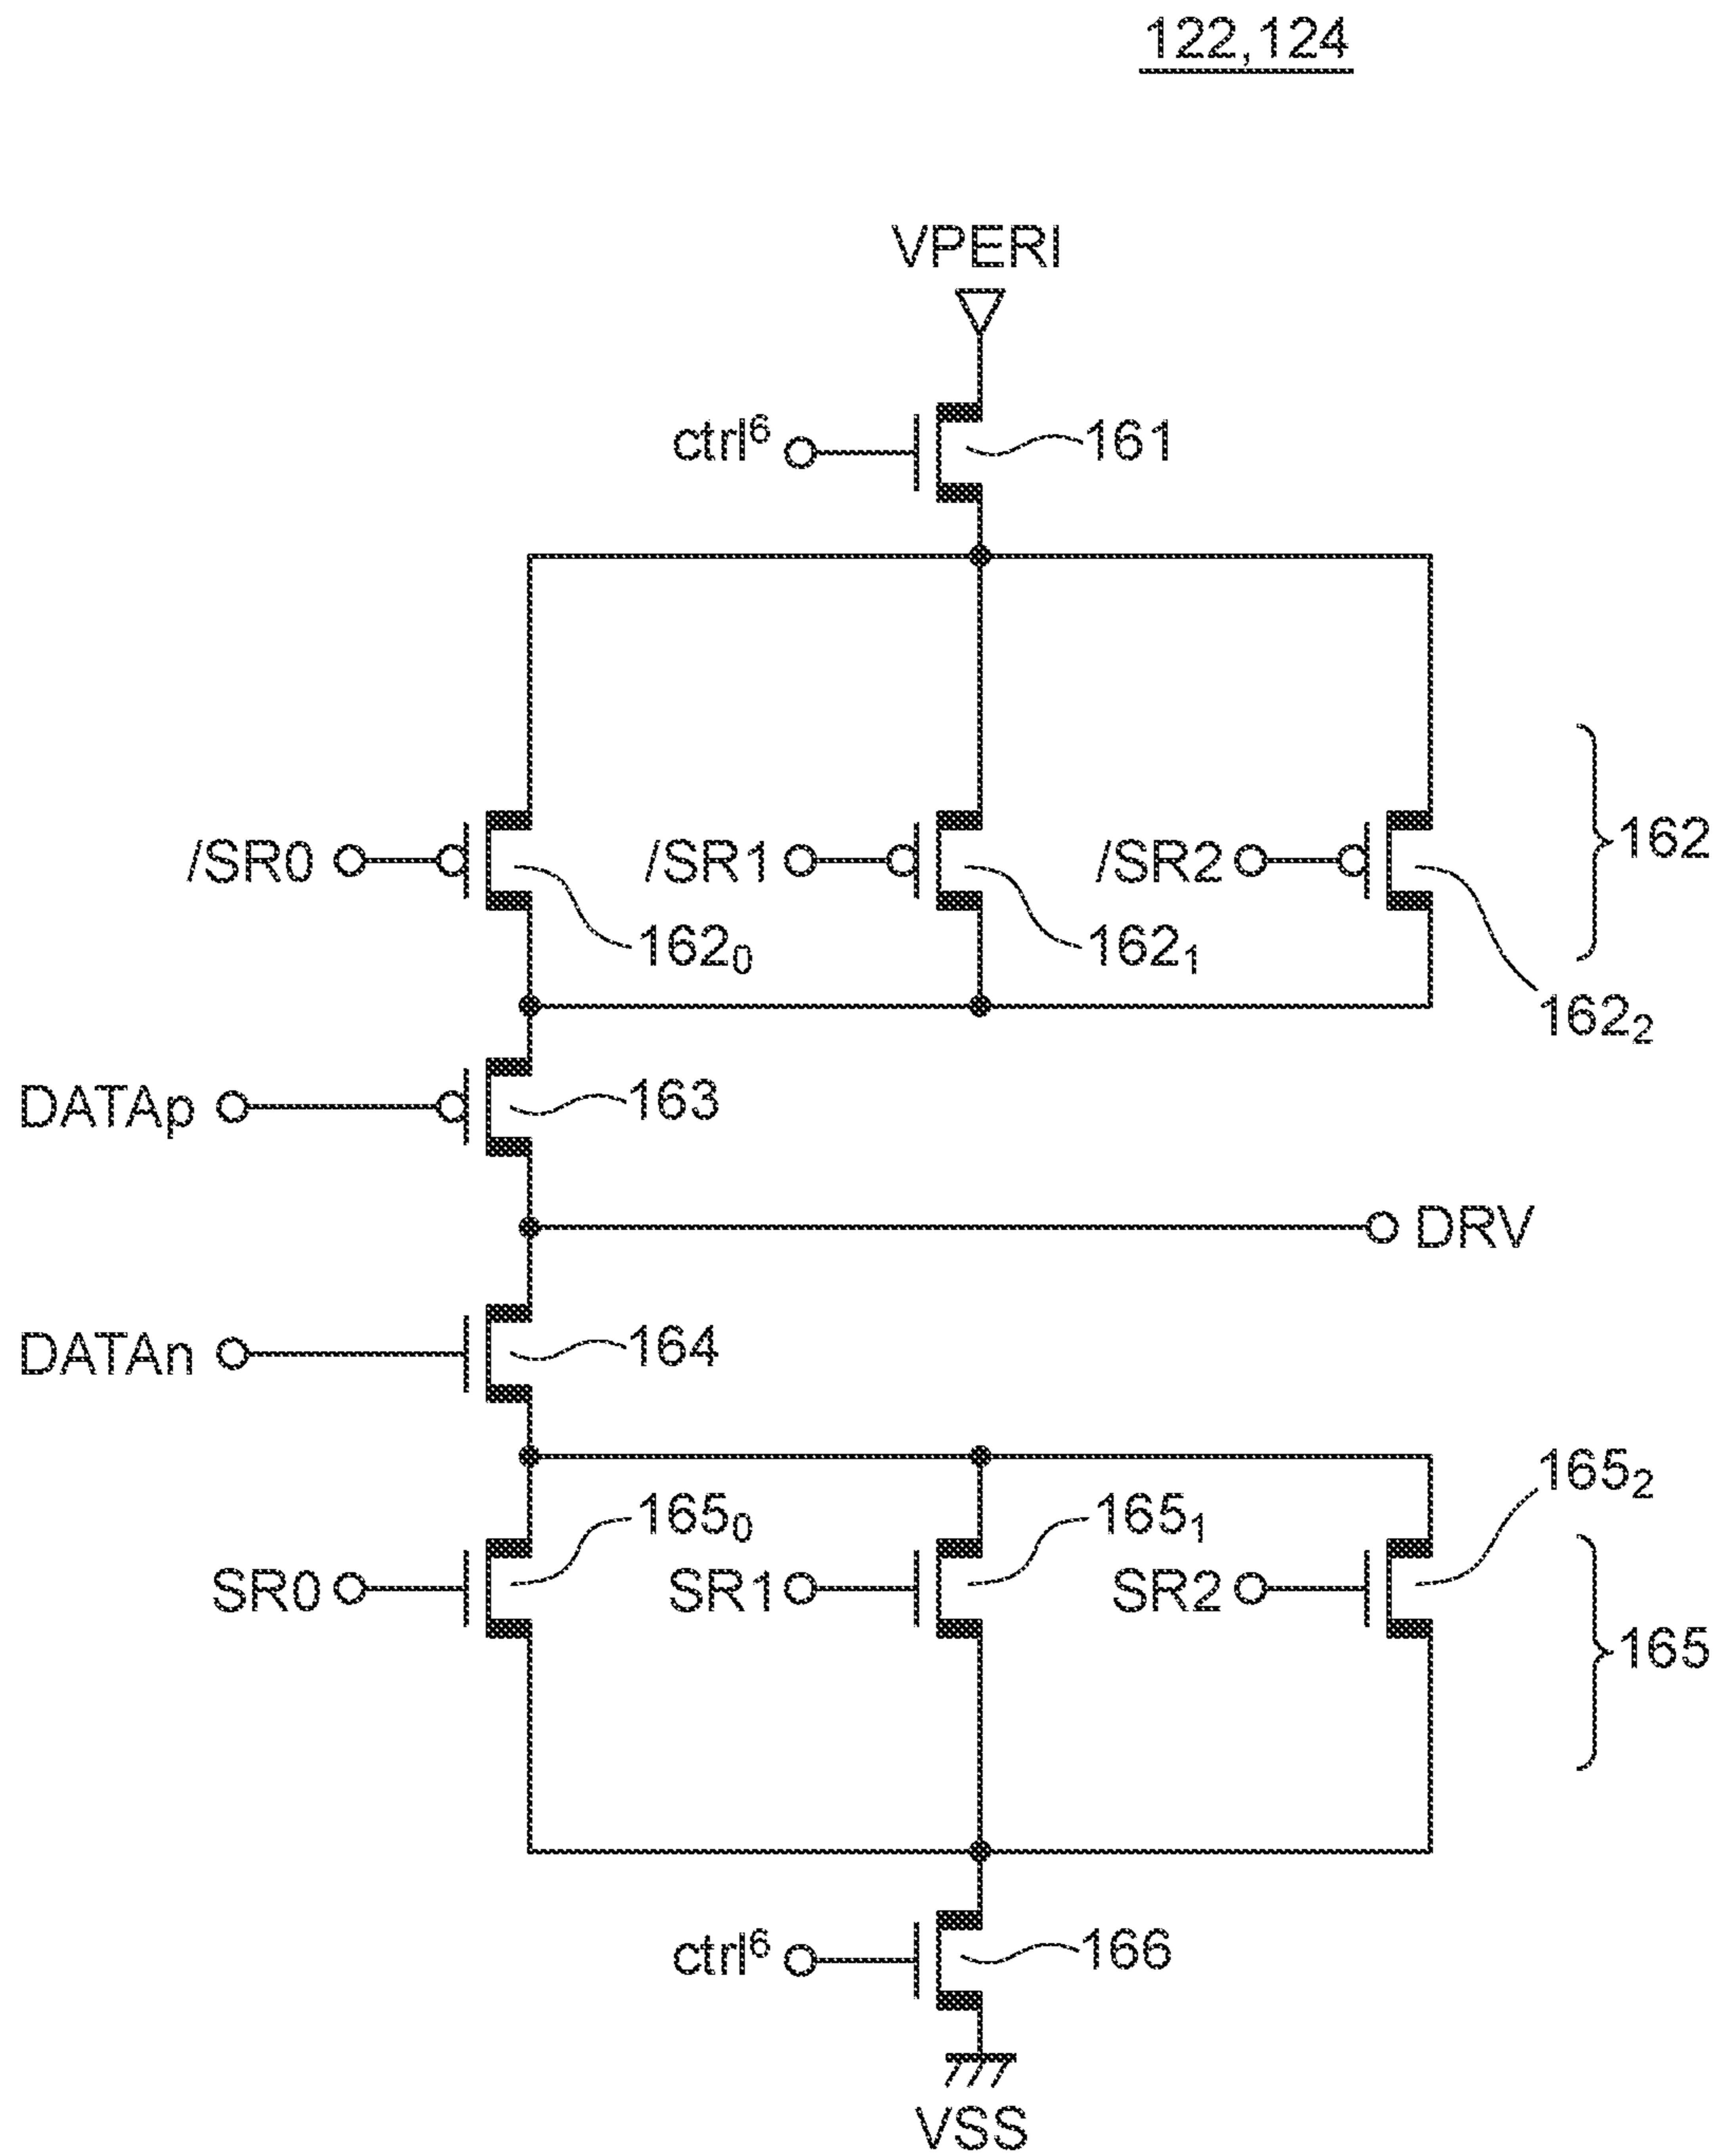 122,124
VPERI
ctrl⁶
161
/SR0
/SR1
/SR2
162
162₀
162₁
162₂
DATAp
163
DRV
DATAn
164
165₀
165₁
165₂
SR0
SR1
SR2
165
ctrl⁶
166
VSS